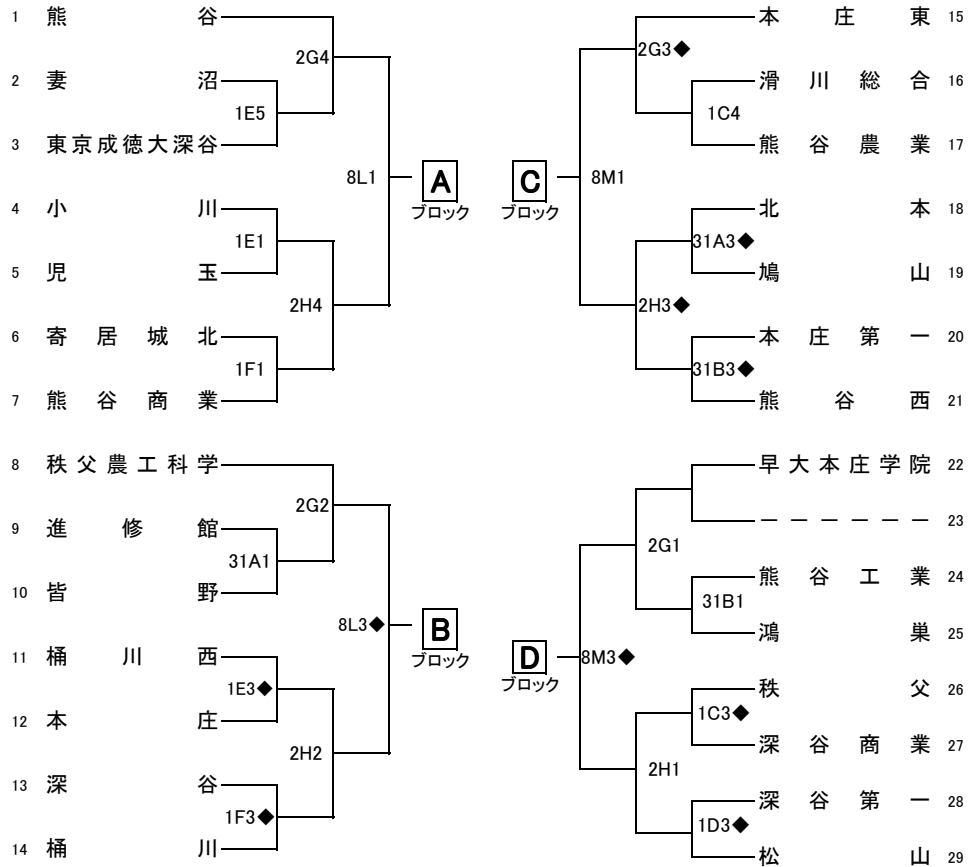 1 熊谷
2G4
2 妻沼
1E5
3 東京成徳大深谷
8L1
A
ブロック
4 小川
1E1
5 児玉
2H4
6 寄居城北
1F1
7 熊谷商業
8 秩父農工科学
2G2
9 進修館
31A1
10 皆野
8L3◆
B
ブロック
11 桶川西
1E3◆
12 本庄
2H2
13 深谷
1F3◆
14 桶川
本庄東 15
2G3◆
滑川総合 16
1C4
熊谷農業 17
C
ブロック
8M1
北本 18
31A3◆
鳩山 19
2H3◆
本庄第一 20
31B3◆
熊谷西 21
早大本庄学院 22
－－－－－－ 23
2G1
熊谷工業 24
31B1
鴻巣 25
D
ブロック
8M3◆
秩父 26
1C3◆
深谷商業 27
2H1
深谷第一 28
1D3◆
松山 29